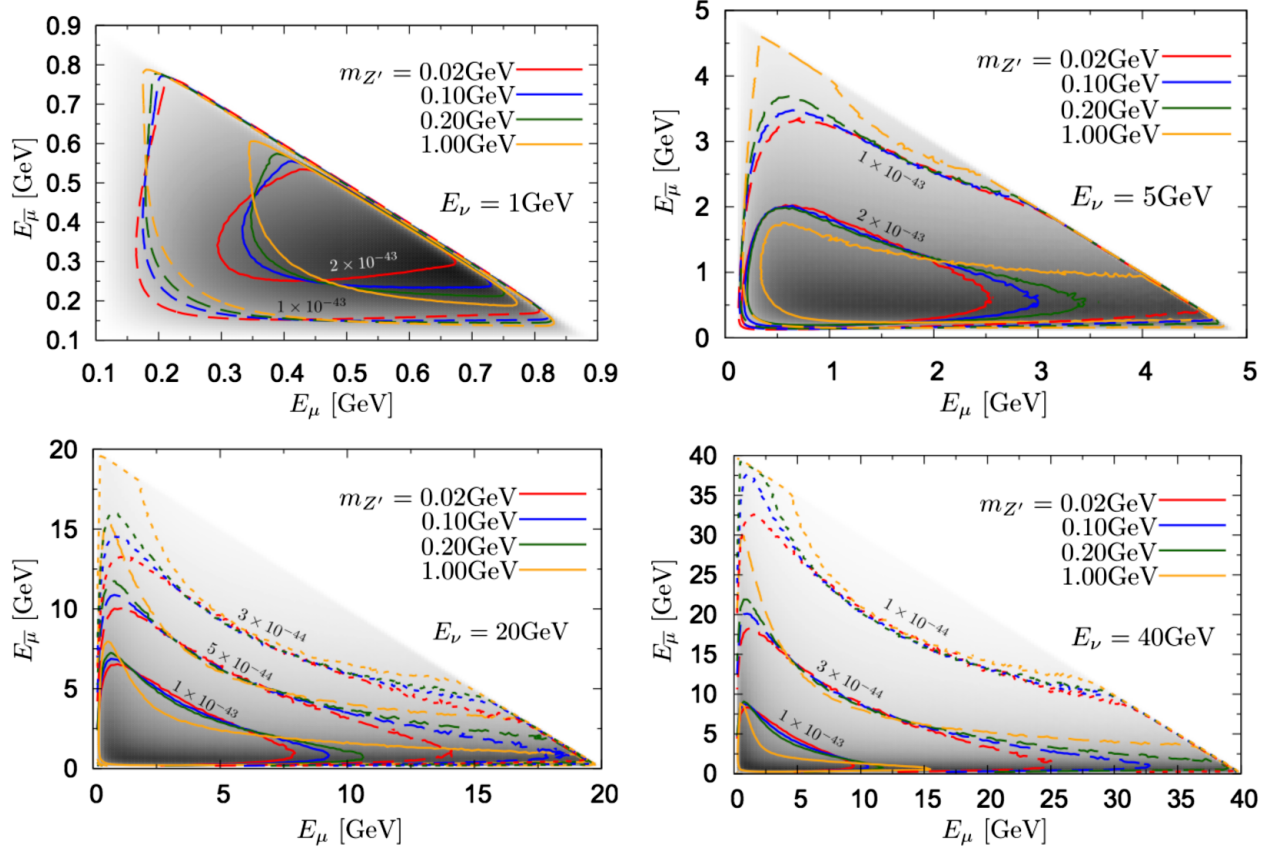 0.9
0.8
0.7
0.6
0.5
0.4
0.3
0.2
0.1
E_μ̅ [GeV]
m_Z′ = 0.02GeV
0.10GeV
0.20GeV
1.00GeV
E_ν = 1GeV
2 × 10⁻⁴³
1 × 10⁻⁴³
0.1 0.2 0.3 0.4 0.5 0.6 0.7 0.8 0.9
E_μ [GeV]
5
4
3
2
1
0
E_μ̅ [GeV]
m_Z′ = 0.02GeV
0.10GeV
0.20GeV
1.00GeV
1 × 10⁻⁴³
E_ν = 5GeV
2 × 10⁻⁴³
0 1 2 3 4 5
E_μ [GeV]
20
15
10
5
0
E_μ̅ [GeV]
m_Z′ = 0.02GeV
0.10GeV
0.20GeV
1.00GeV
3 × 10⁻⁴⁴
E_ν = 20GeV
5 × 10⁻⁴⁴
1 × 10⁻⁴³
0 5 10 15 20
E_μ [GeV]
40
35
30
25
20
15
10
5
0
E_μ̅ [GeV]
m_Z′ = 0.02GeV
0.10GeV
0.20GeV
1.00GeV
1 × 10⁻⁴⁴
E_ν = 40GeV
3 × 10⁻⁴⁴
1 × 10⁻⁴³
0 5 10 15 20 25 30 35 40
E_μ [GeV]